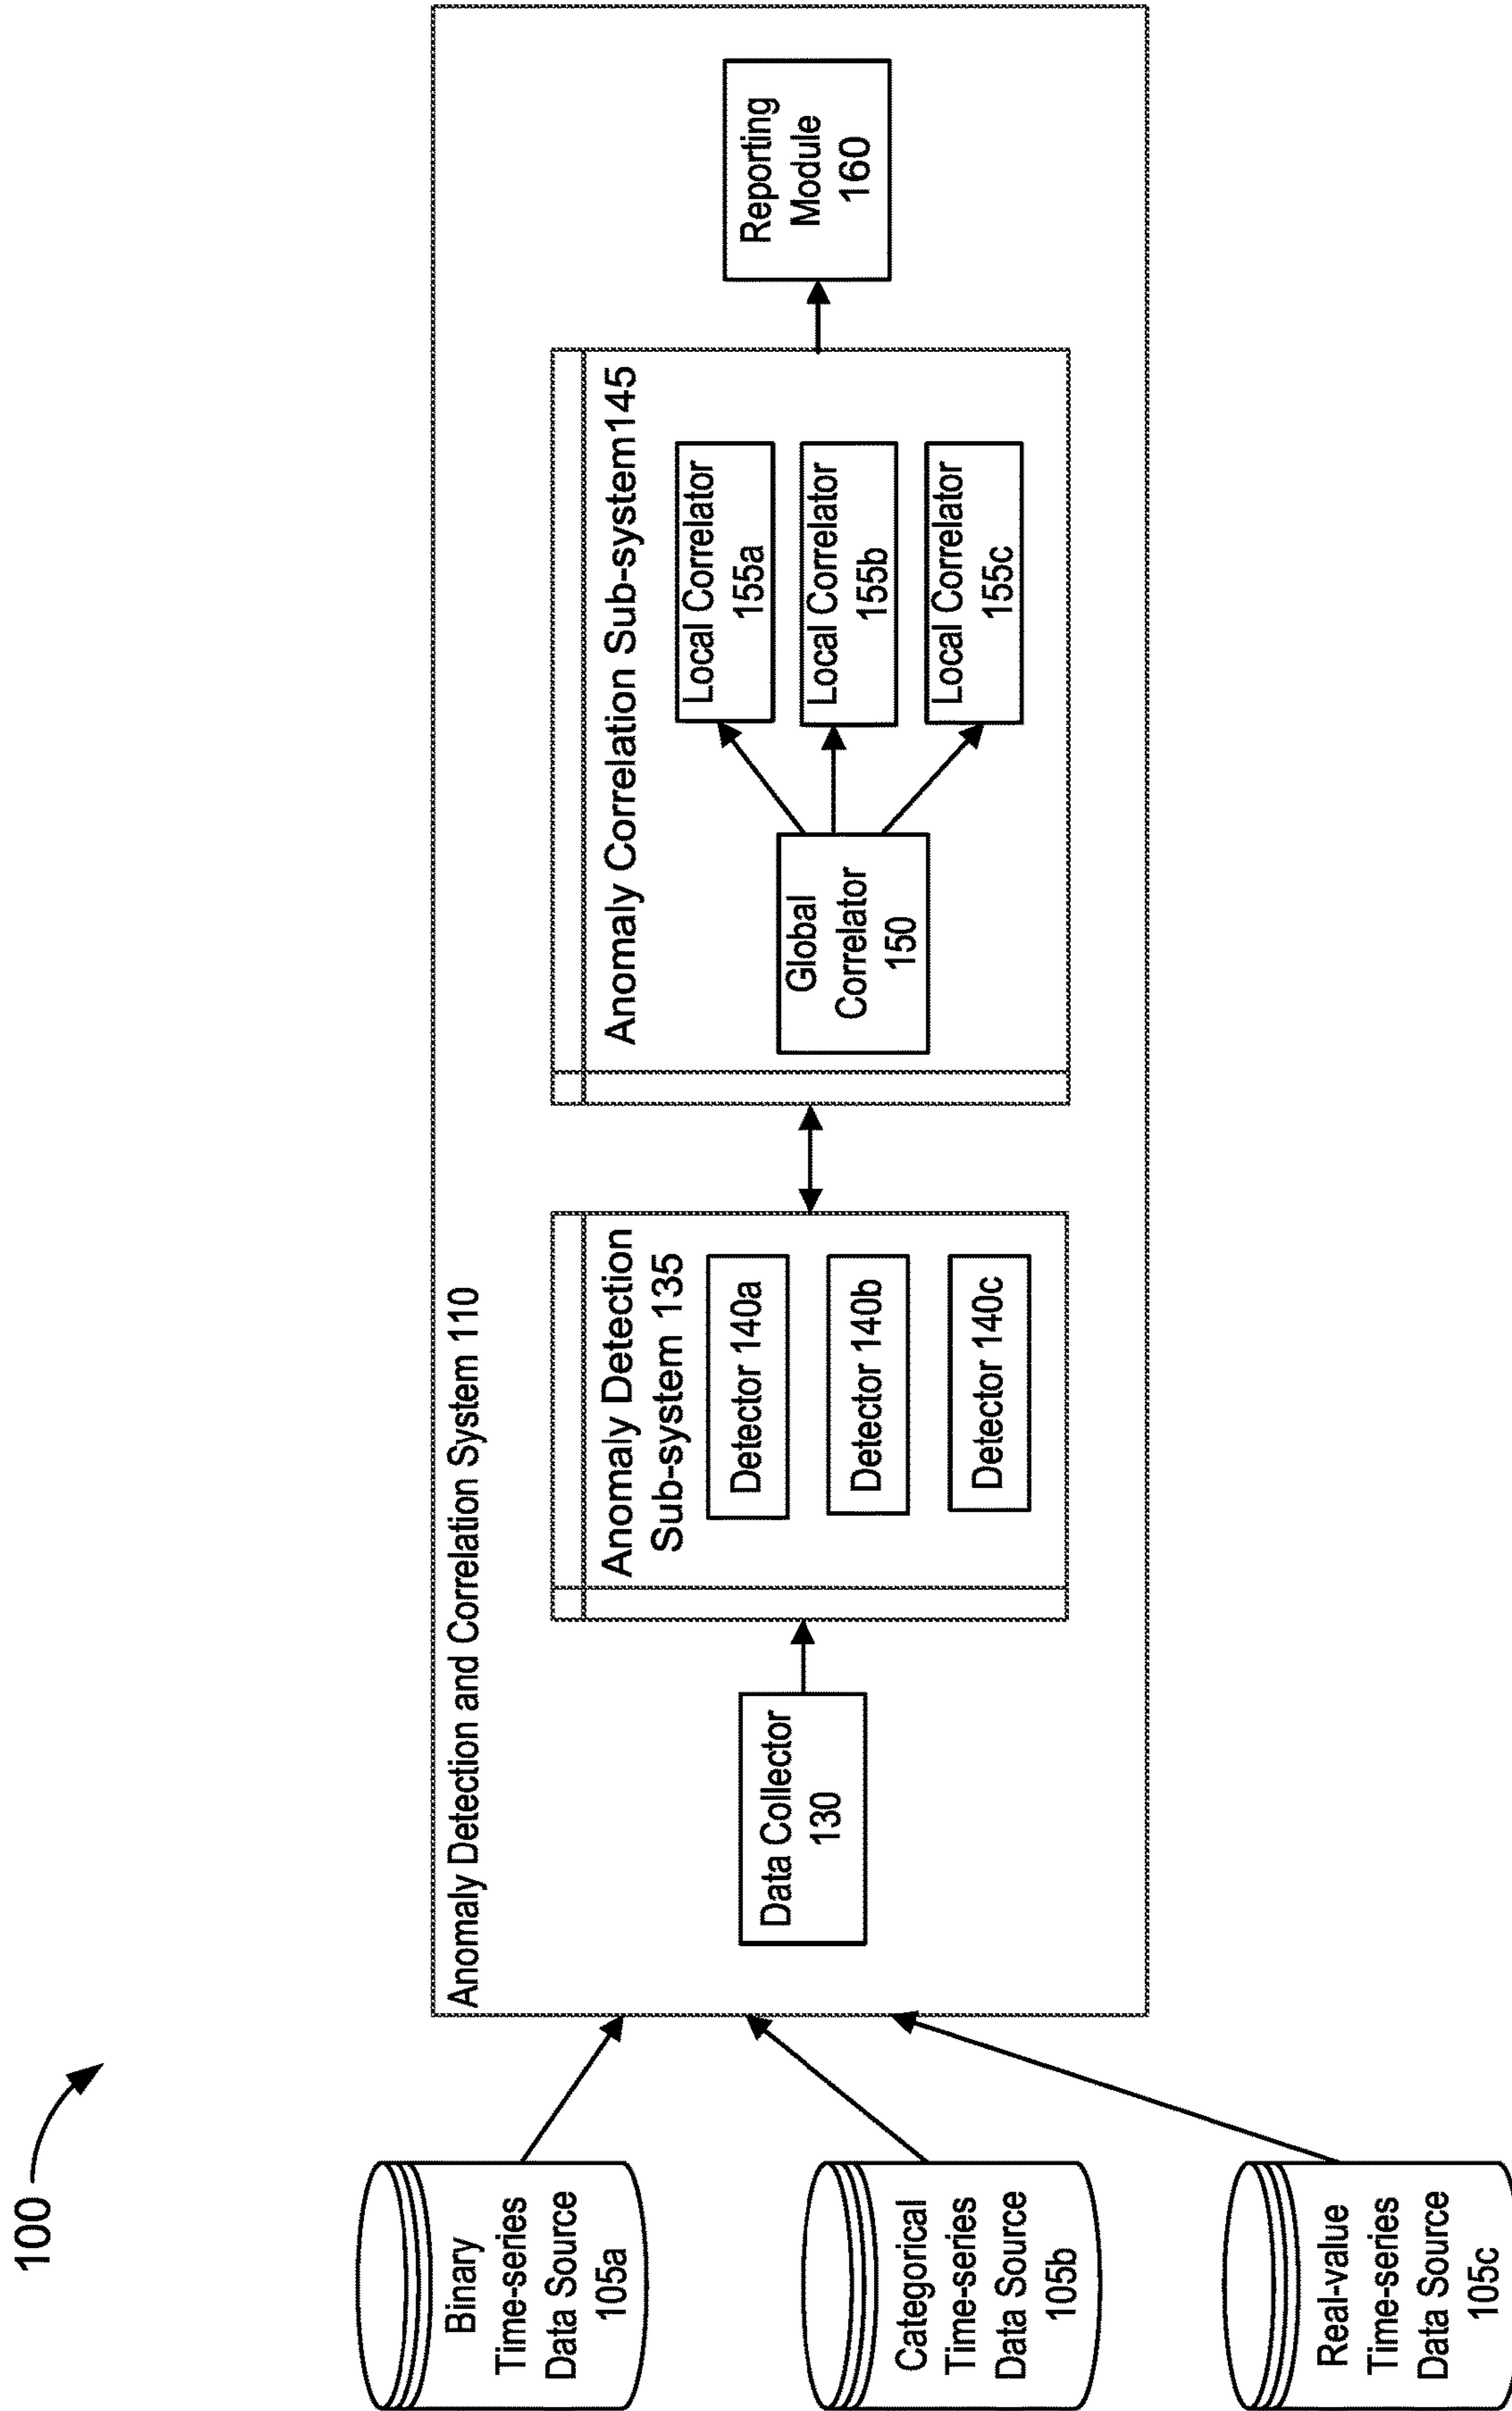 100
Binary
Time-series
Data Source
105a
Categorical
Time-series
Data Source
105b
Real-value
Time-series
Data Source
105c
Anomaly Detection and Correlation System 110
Data Collector
130
Anomaly Detection
Sub-system 135
Detector 140a
Detector 140b
Detector 140c
Anomaly Correlation Sub-system145
Global
Correlator
150
Local Correlator
155a
Local Correlator
155b
Local Correlator
155c
Reporting
Module
160